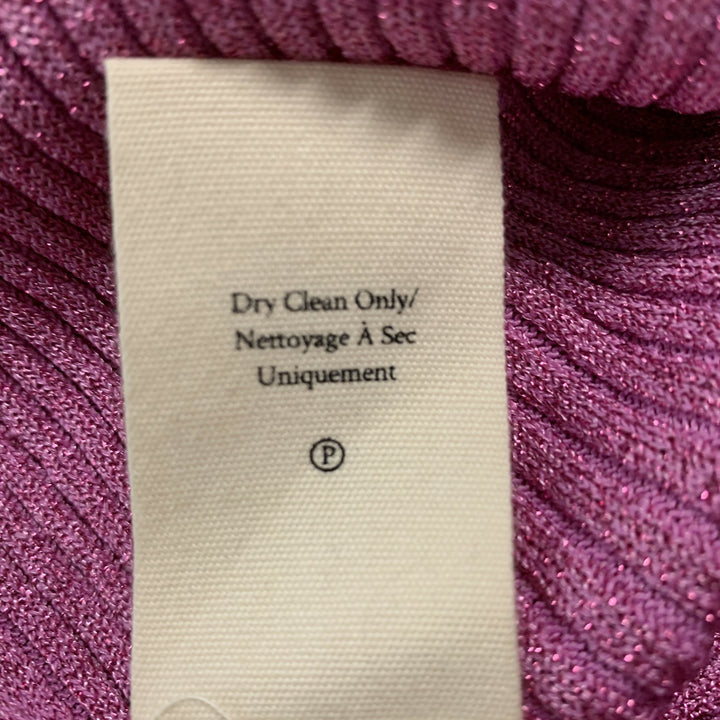 Dry Clean Only/
Nettoyage À Sec
Uniquement
Ⓟ